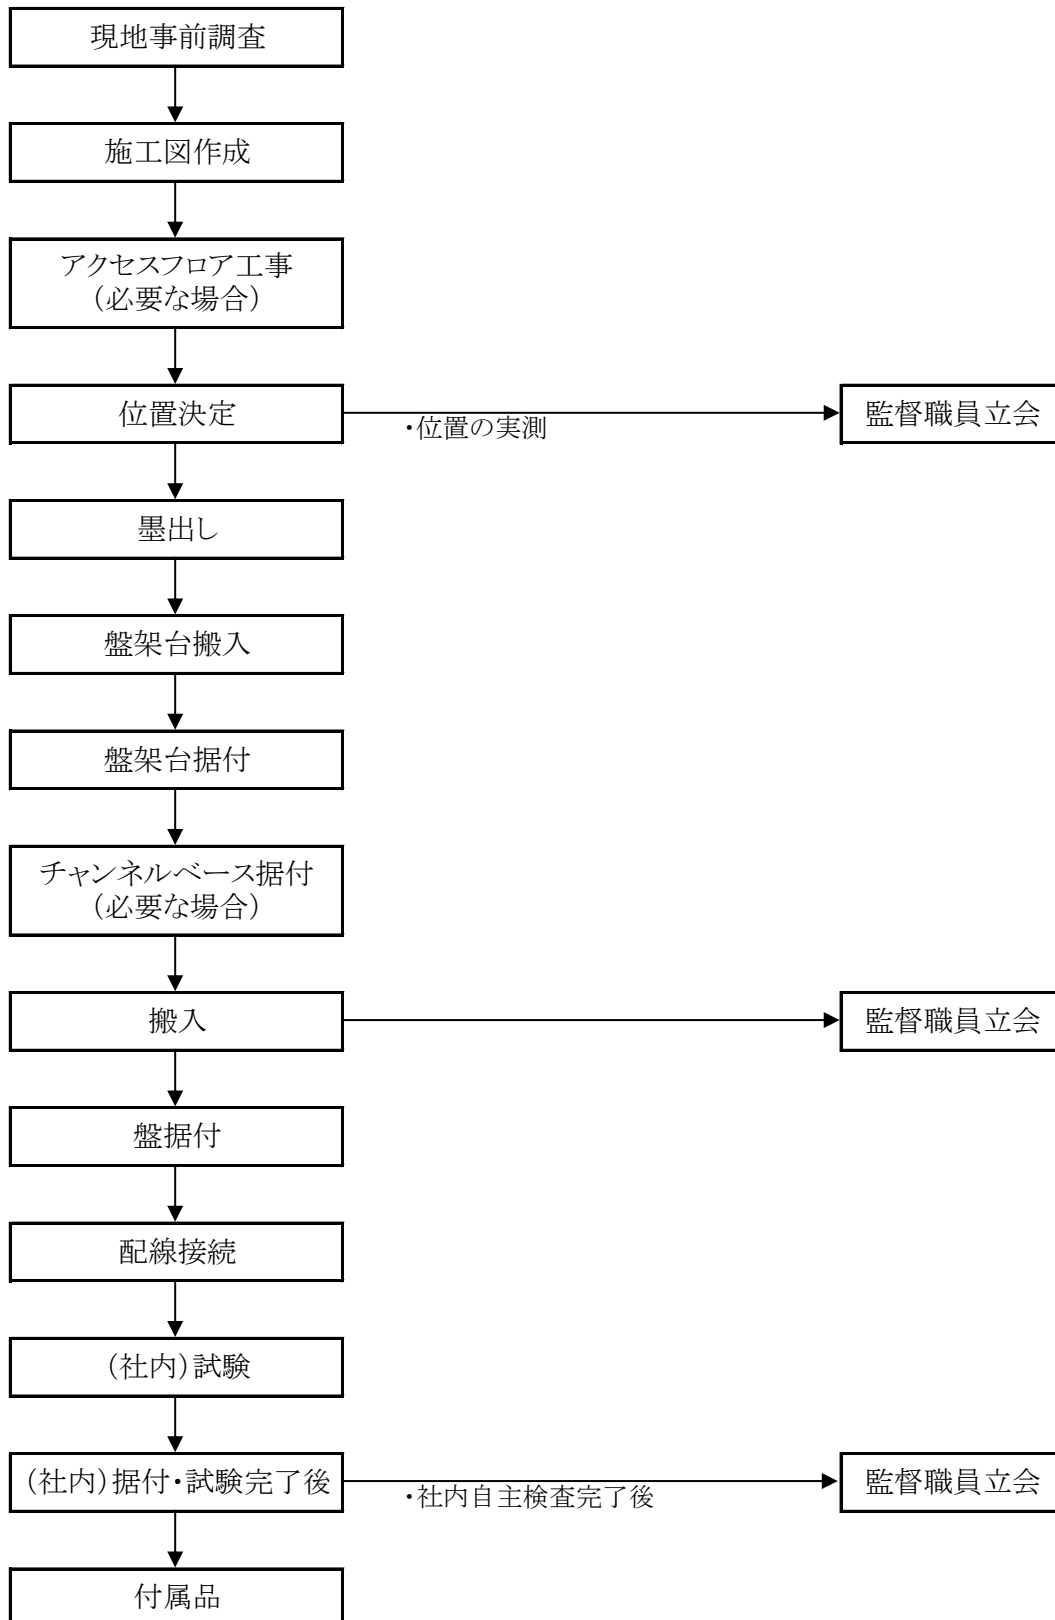 現地事前調査
施工図作成
アクセスフロア工事
（必要な場合）
位置決定
・位置の実測
監督職員立会
墨出し
盤架台搬入
盤架台据付
チャンネルベース据付
（必要な場合）
搬入
監督職員立会
盤据付
配線接続
（社内）試験
（社内）据付・試験完了後
・社内自主検査完了後
監督職員立会
付属品